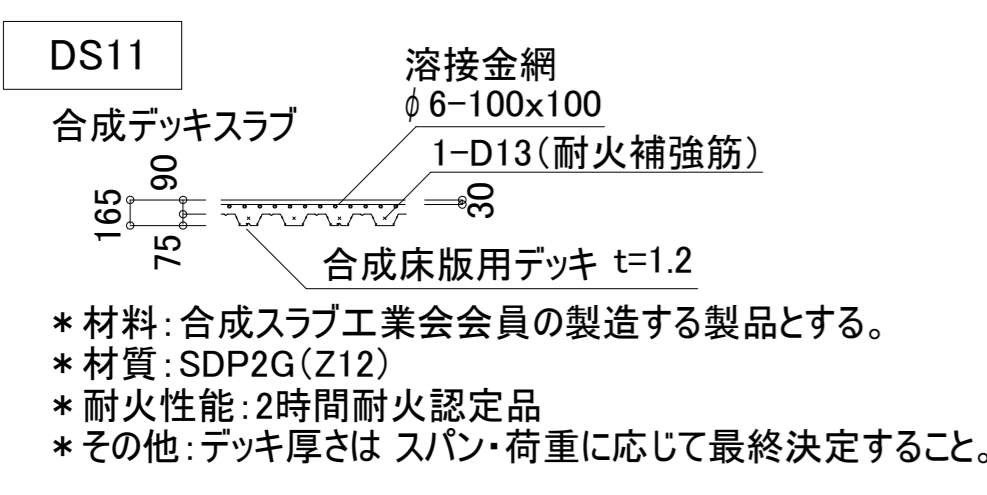 DS11
溶接金網
φ6-100x100
合成デッキスラブ
1-D13(耐火補強筋)
90
165
75
30
合成床版用デッキ t=1.2
*材料:合成スラブ工業会会員の製造する製品とする。
*材質:SDP2G(Z12)
*耐火性能:2時間耐火認定品
*その他:デッキ厚さは スパン・荷重に応じて最終決定すること。